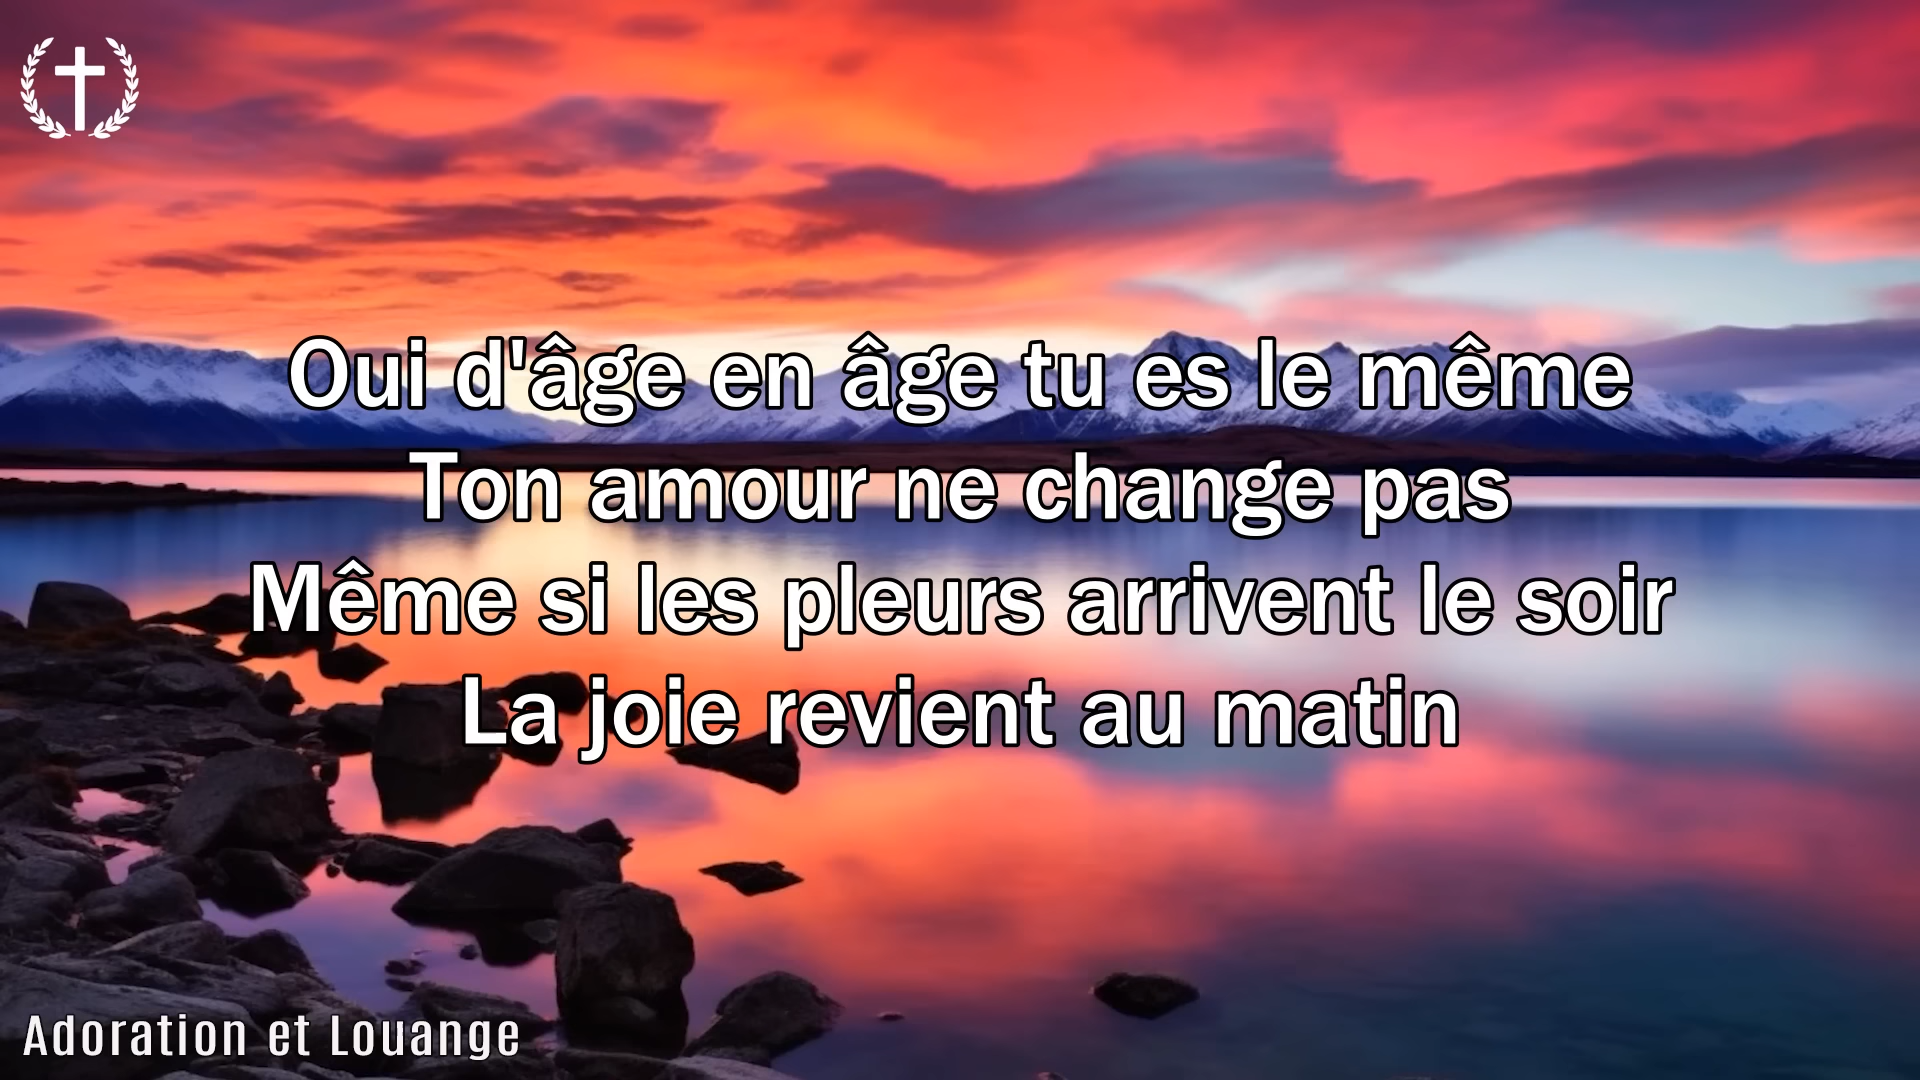 Oui d'âge en âge tu es le même
Ton amour ne change pas
Même si les pleurs arrivent le soir
La joie revient au matin
Adoration et Louange